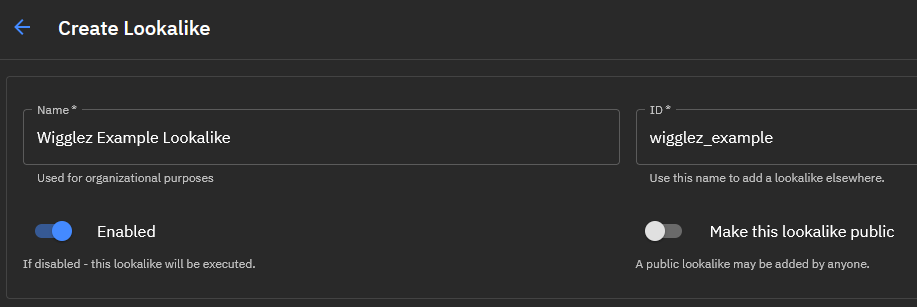 Create Lookalike
Name *
Wigglez Example Lookalike
Used for organizational purposes
ID *
wigglez_example
Use this name to add a lookalike elsewhere.
Enabled
If disabled - this lookalike will be executed.
Make this lookalike public
A public lookalike may be added by anyone.